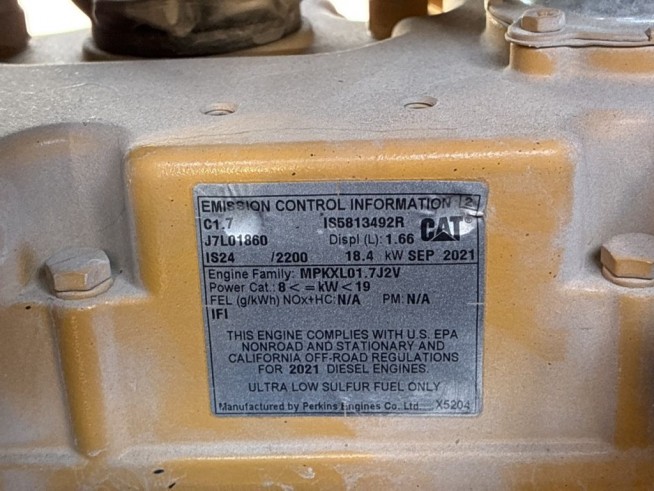 EMISSION CONTROL INFORMATION 2
C1.7 IS5813492R CAT
J7L01860 Displ (L): 1.66
IS24 /2200 18.4 kW SEP 2021
Engine Family: MPKXL01.7J2V
Power Cat.: 8 < = kW < 19
FEL (g/kWh) NOx+HC: N/A PM: N/A
IFI
THIS ENGINE COMPLIES WITH U.S. EPA
NONROAD AND STATIONARY AND
CALIFORNIA OFF-ROAD REGULATIONS
FOR 2021 DIESEL ENGINES.
ULTRA LOW SULFUR FUEL ONLY
Manufactured by Perkins Engines Co. Ltd. X5204